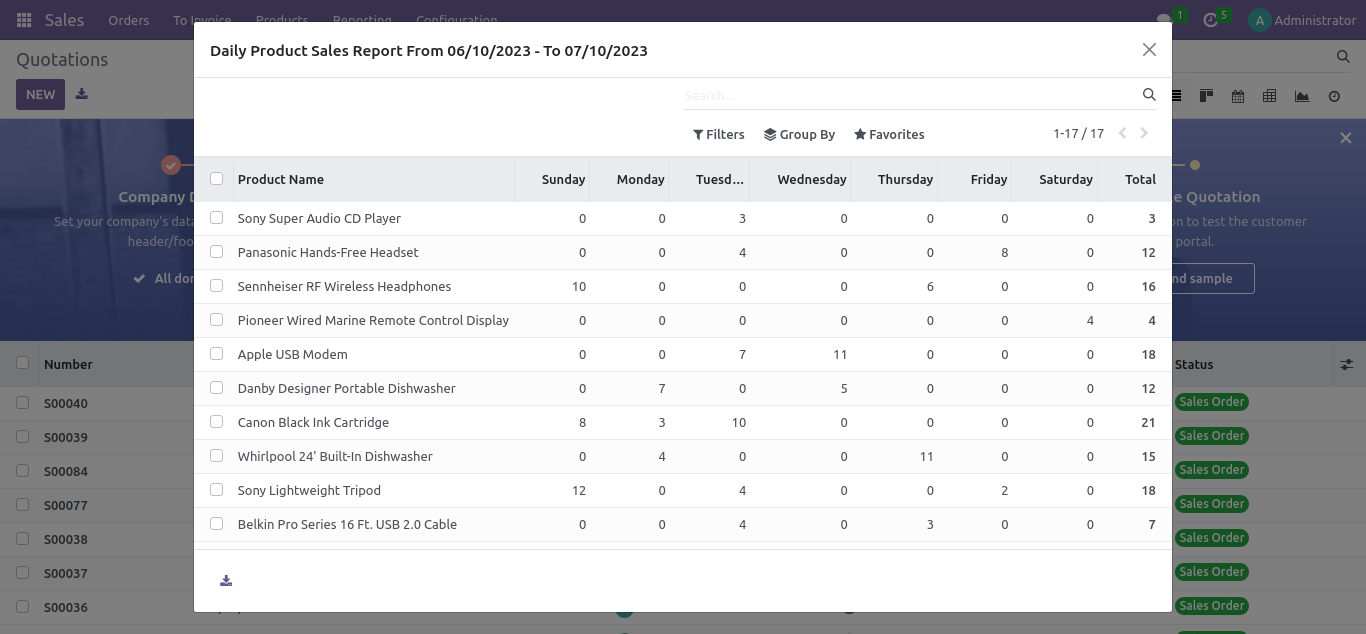 Sales Orders To Invoice Products Reporting Configuration 1 5 A Administrator
Daily Product Sales Report From 06/10/2023 - To 07/10/2023
Quotations
NEW
Search...
Filters Group By Favorites 1-17 / 17
Product Name Sunday Monday Tuesd... Wednesday Thursday Friday Saturday Total
Sony Super Audio CD Player 0 0 3 0 0 0 0 3
Panasonic Hands-Free Headset 0 0 4 0 0 8 0 12
Sennheiser RF Wireless Headphones 10 0 0 0 6 0 0 16
Pioneer Wired Marine Remote Control Display 0 0 0 0 0 0 4 4
Apple USB Modem 0 0 7 11 0 0 0 18
Danby Designer Portable Dishwasher 0 7 0 5 0 0 0 12
Canon Black Ink Cartridge 8 3 10 0 0 0 0 21
Whirlpool 24' Built-In Dishwasher 0 4 0 0 11 0 0 15
Sony Lightweight Tripod 12 0 4 0 0 2 0 18
Belkin Pro Series 16 Ft. USB 2.0 Cable 0 0 4 0 3 0 0 7
Company D
Set your company's data
header/foo
All don
e Quotation
on to test the customer
portal.
nd sample
Number Status
S00040 Sales Order
S00039 Sales Order
S00084 Sales Order
S00077 Sales Order
S00038 Sales Order
S00037 Sales Order
S00036 Sales Order